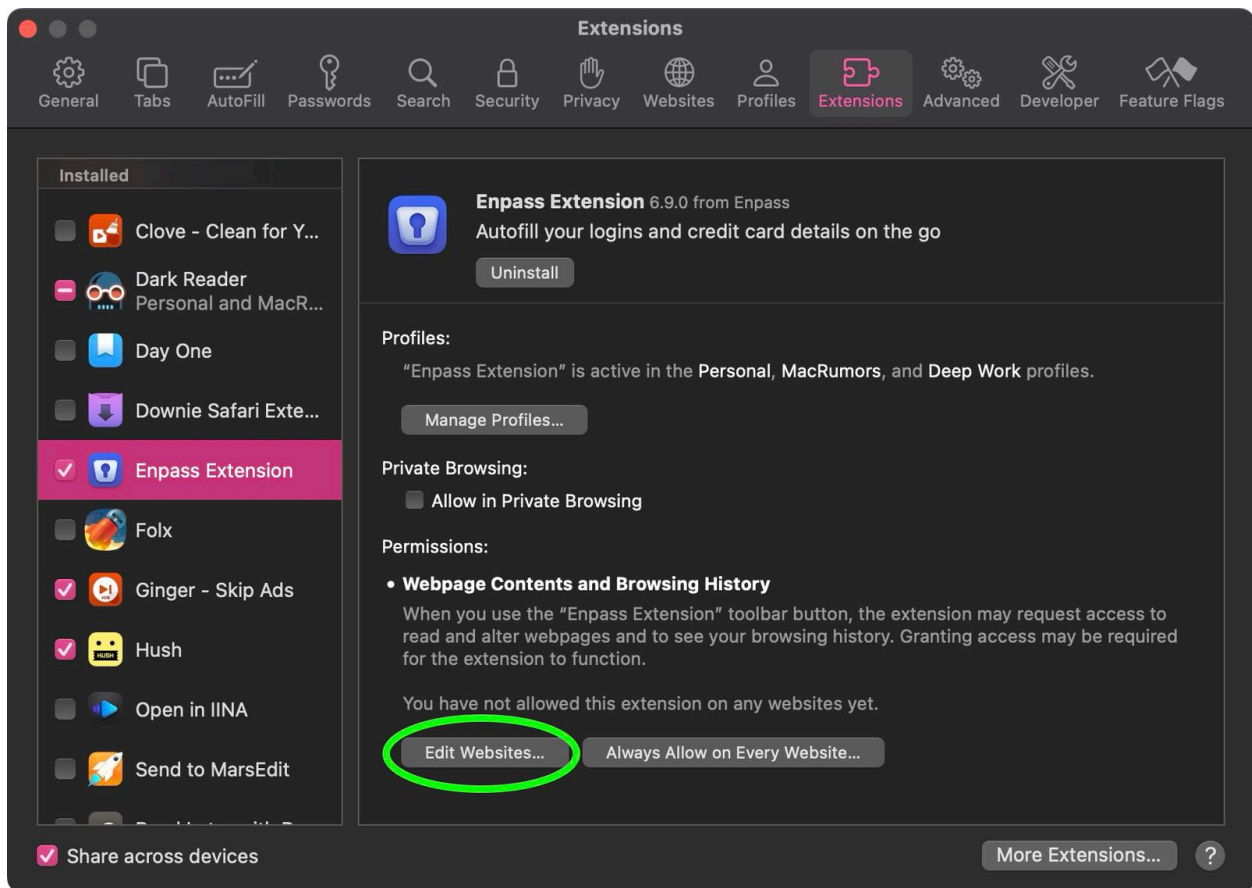 Extensions
General Tabs AutoFill Passwords Search Security Privacy Websites Profiles Extensions Advanced Developer Feature Flags
Installed
Clove - Clean for Y...
Dark Reader
Personal and MacR...
Day One
Downie Safari Exte...
Enpass Extension
Folx
Ginger - Skip Ads
HUSH
Hush
Open in IINA
Send to MarsEdit
Enpass Extension 6.9.0 from Enpass
Autofill your logins and credit card details on the go
Uninstall
Profiles:
“Enpass Extension” is active in the Personal, MacRumors, and Deep Work profiles.
Manage Profiles...
Private Browsing:
Allow in Private Browsing
Permissions:
• Webpage Contents and Browsing History
When you use the “Enpass Extension” toolbar button, the extension may request access to
read and alter webpages and to see your browsing history. Granting access may be required
for the extension to function.
You have not allowed this extension on any websites yet.
Edit Websites... Always Allow on Every Website...
Share across devices
More Extensions... ?